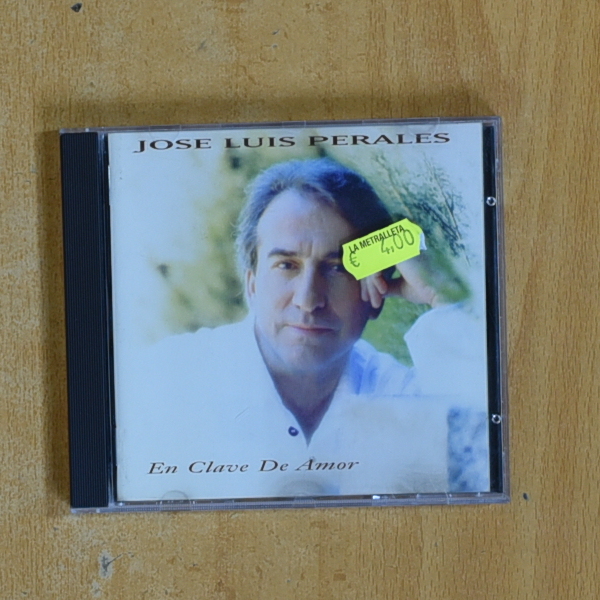 JOSE LUIS PERALES
LA METRALLETA
€ 4,00
En Clave De Amor